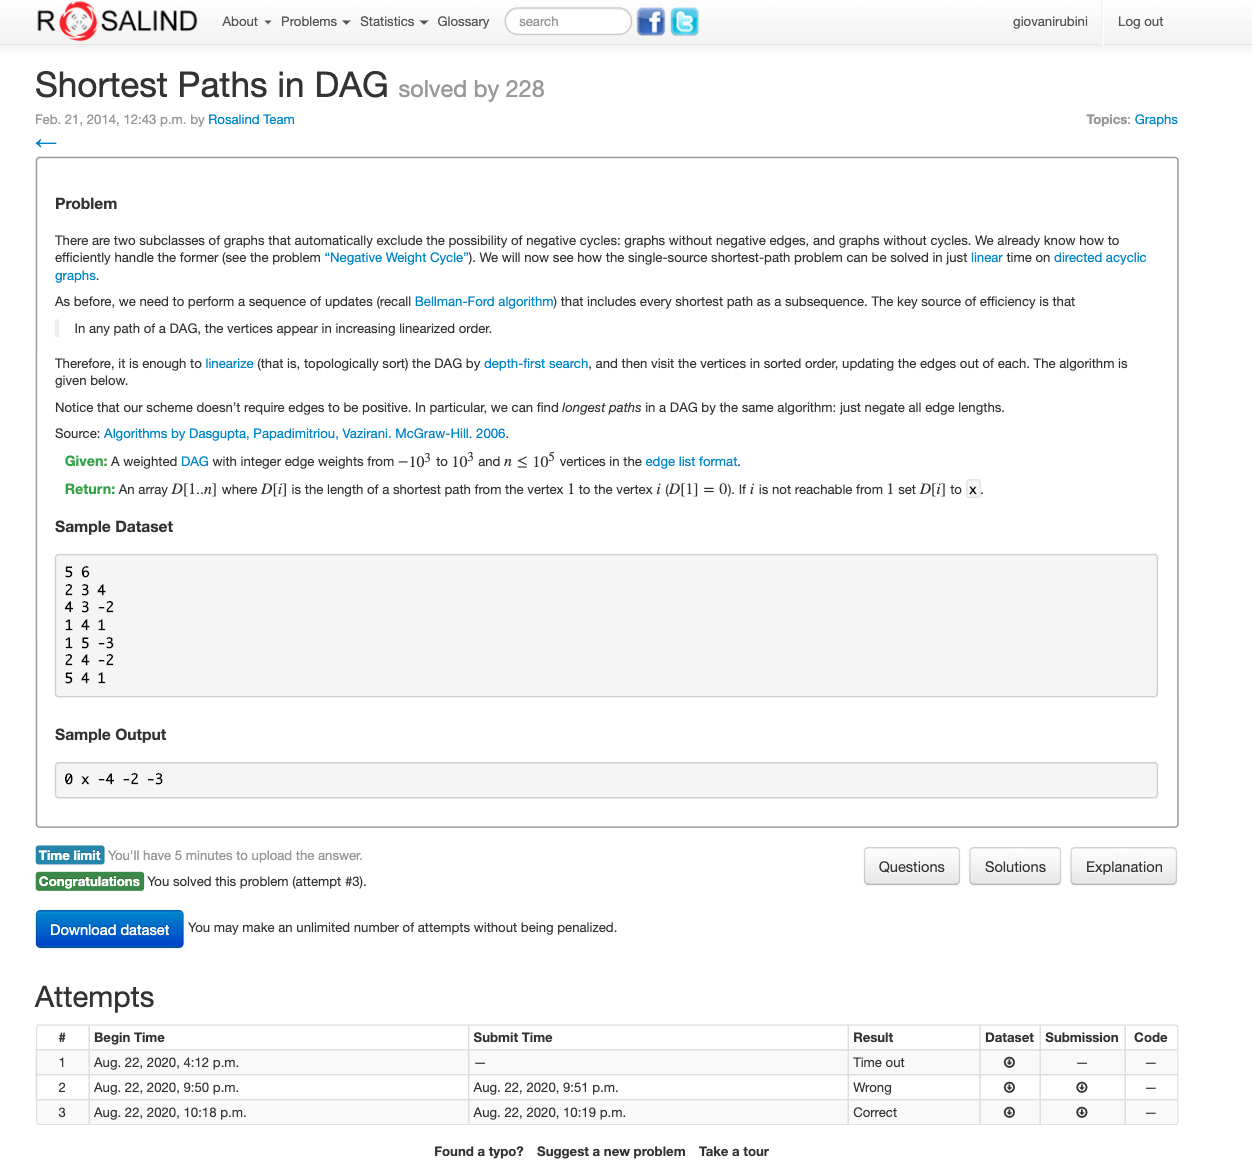 ROSALIND About Problems Statistics Glossary search giovanirubini Log out
Shortest Paths in DAG solved by 228
Feb. 21, 2014, 12:43 p.m. by Rosalind Team Topics: Graphs
←
Problem
There are two subclasses of graphs that automatically exclude the possibility of negative cycles: graphs without negative edges, and graphs without cycles. We already know how to
efficiently handle the former (see the problem “Negative Weight Cycle”). We will now see how the single-source shortest-path problem can be solved in just linear time on directed acyclic
graphs.
As before, we need to perform a sequence of updates (recall Bellman-Ford algorithm) that includes every shortest path as a subsequence. The key source of efficiency is that
In any path of a DAG, the vertices appear in increasing linearized order.
Therefore, it is enough to linearize (that is, topologically sort) the DAG by depth-first search, and then visit the vertices in sorted order, updating the edges out of each. The algorithm is
given below.
Notice that our scheme doesn’t require edges to be positive. In particular, we can find longest paths in a DAG by the same algorithm: just negate all edge lengths.
Source: Algorithms by Dasgupta, Papadimitriou, Vazirani. McGraw-Hill. 2006.
Given: A weighted DAG with integer edge weights from −10³ to 10³ and n ≤ 10⁵ vertices in the edge list format.
Return: An array D[1..n] where D[i] is the length of a shortest path from the vertex 1 to the vertex i (D[1] = 0). If i is not reachable from 1 set D[i] to x.
Sample Dataset
5 6
2 3 4
4 3 -2
1 4 1
1 5 -3
2 4 -2
5 4 1
Sample Output
0 x -4 -2 -3
Time limit You'll have 5 minutes to upload the answer.
Congratulations You solved this problem (attempt #3).
Questions Solutions Explanation
Download dataset You may make an unlimited number of attempts without being penalized.
Attempts
# Begin Time Submit Time Result Dataset Submission Code
1 Aug. 22, 2020, 4:12 p.m. — Time out — —
2 Aug. 22, 2020, 9:50 p.m. Aug. 22, 2020, 9:51 p.m. Wrong —
3 Aug. 22, 2020, 10:18 p.m. Aug. 22, 2020, 10:19 p.m. Correct —
Found a typo? Suggest a new problem Take a tour